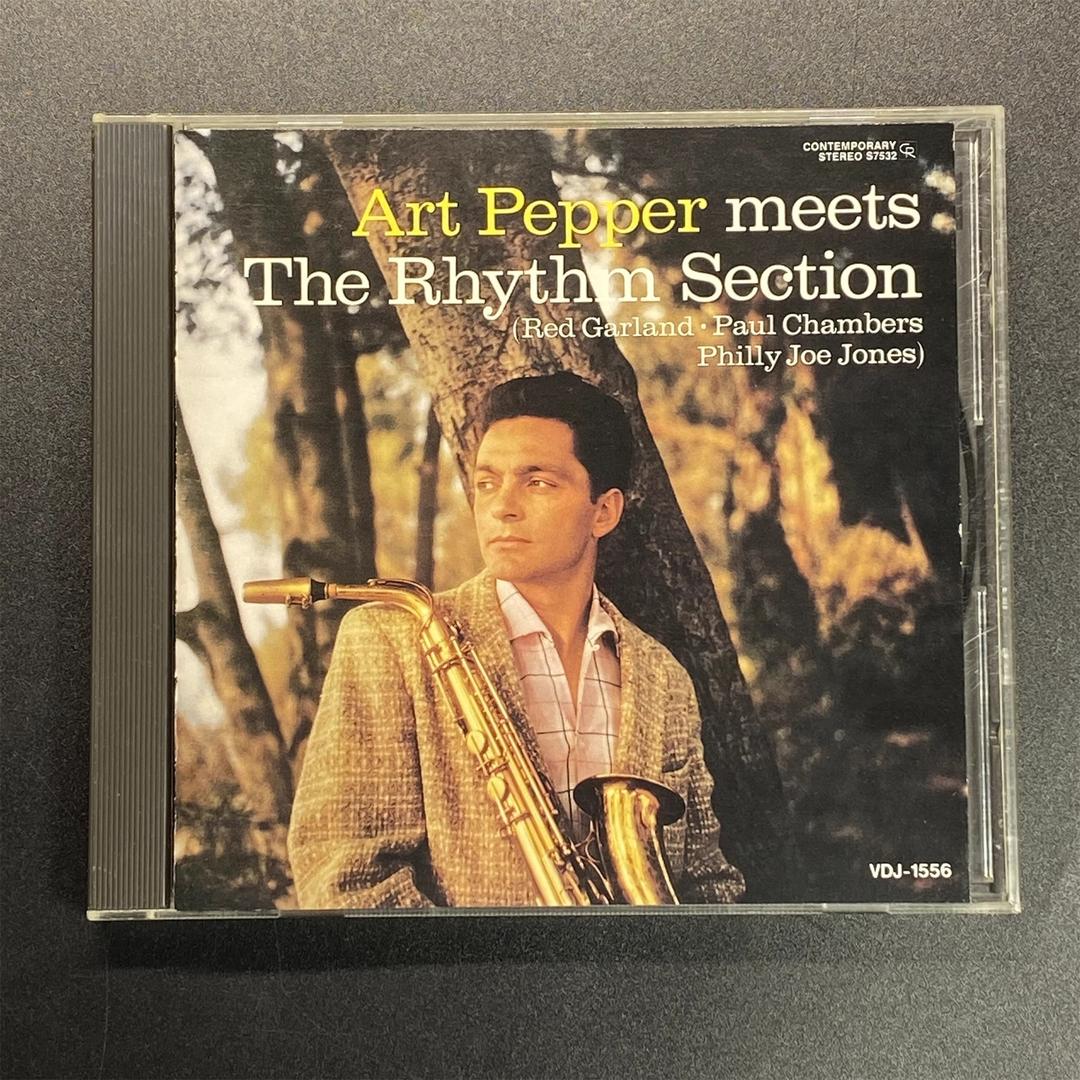 CONTEMPORARY
STEREO S7532
Art Pepper meets
The Rhythm Section
(Red Garland · Paul Chambers
Philly Joe Jones)
VDJ-1556